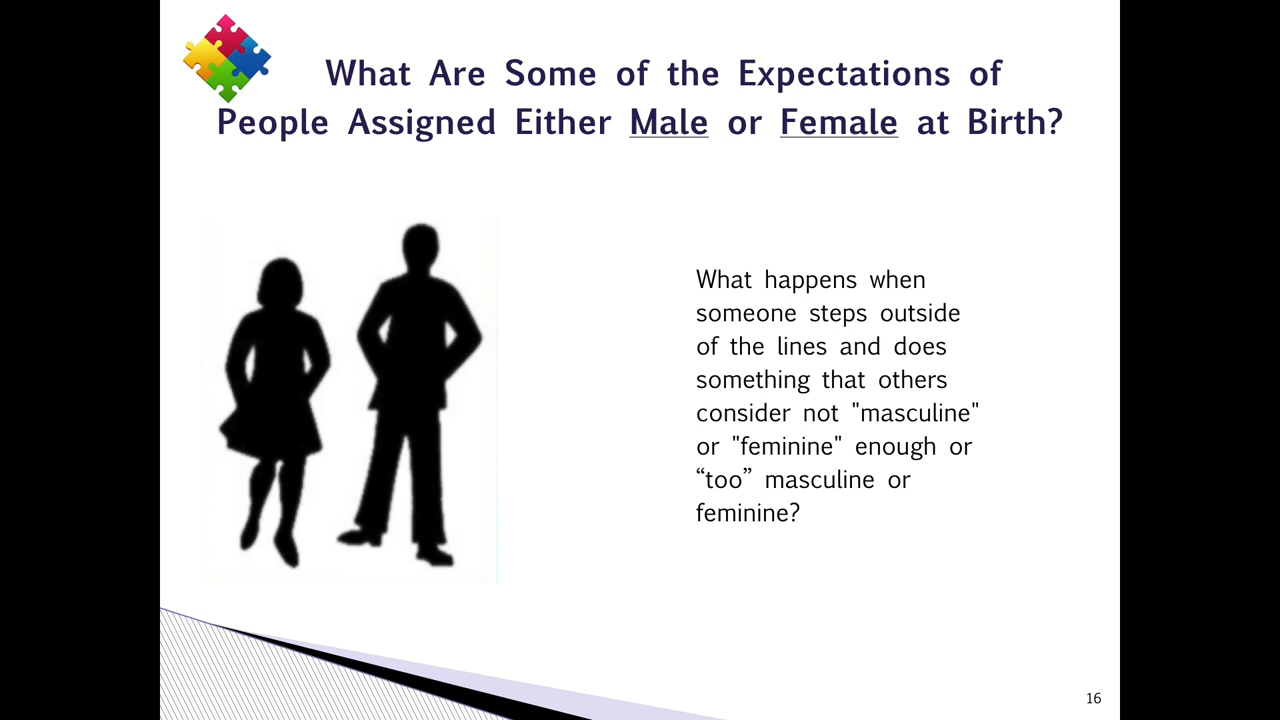 What Are Some of the Expectations of
People Assigned Either Male or Female at Birth?
What happens when
someone steps outside
of the lines and does
something that others
consider not "masculine"
or "feminine" enough or
“too” masculine or
feminine?
16